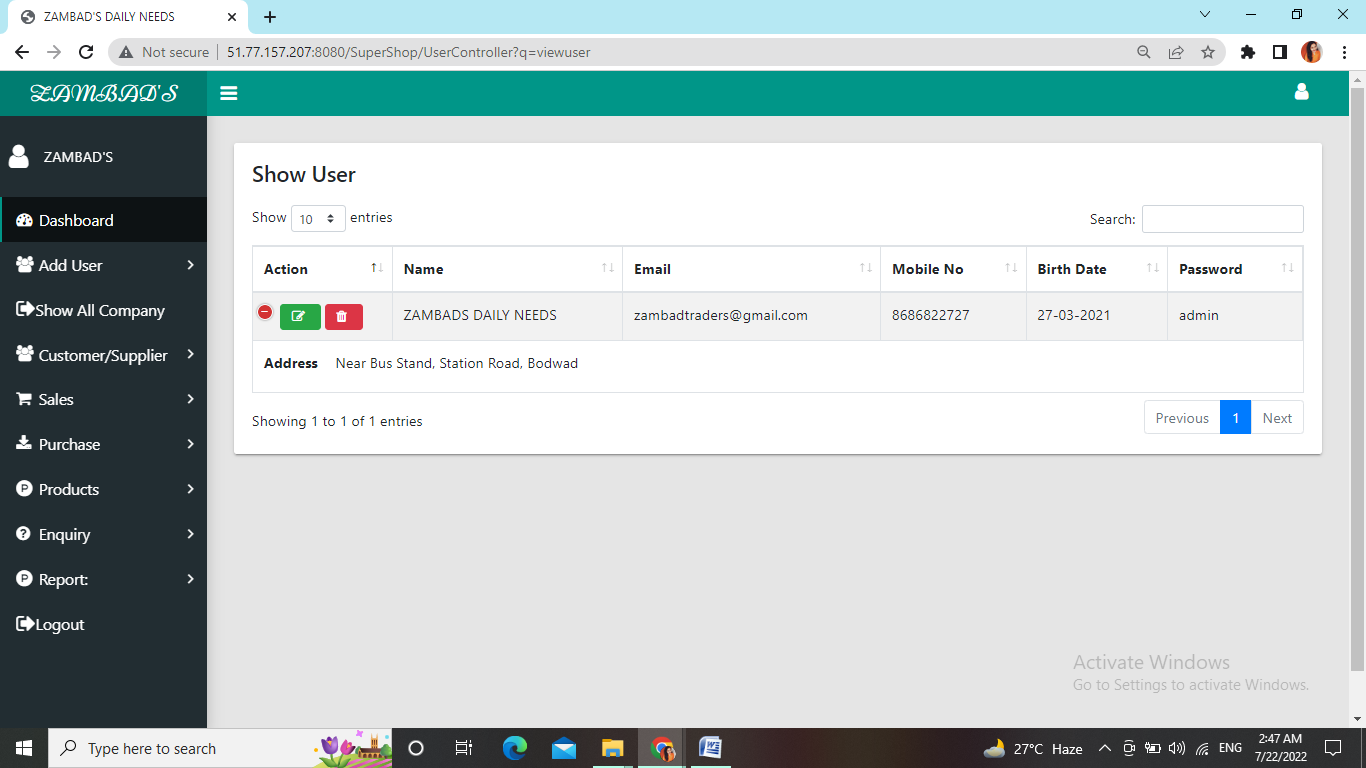 ZAMBAD'S DAILY NEEDS
Not secure 51.77.157.207:8080/SuperShop/UserController?q=viewuser
ZAMBAD'S
ZAMBAD'S
Dashboard
Add User
Show All Company
Customer/Supplier
Sales
Purchase
Products
Enquiry
Report:
Logout
Show User
Show 10 entries
Search:
Action Name Email Mobile No Birth Date Password
ZAMBADS DAILY NEEDS zambadtraders@gmail.com 8686822727 27-03-2021 admin
Address Near Bus Stand, Station Road, Bodwad
Showing 1 to 1 of 1 entries
Previous 1 Next
Activate Windows
Go to Settings to activate Windows.
Type here to search
27°C Haze
ENG
2:47 AM
7/22/2022